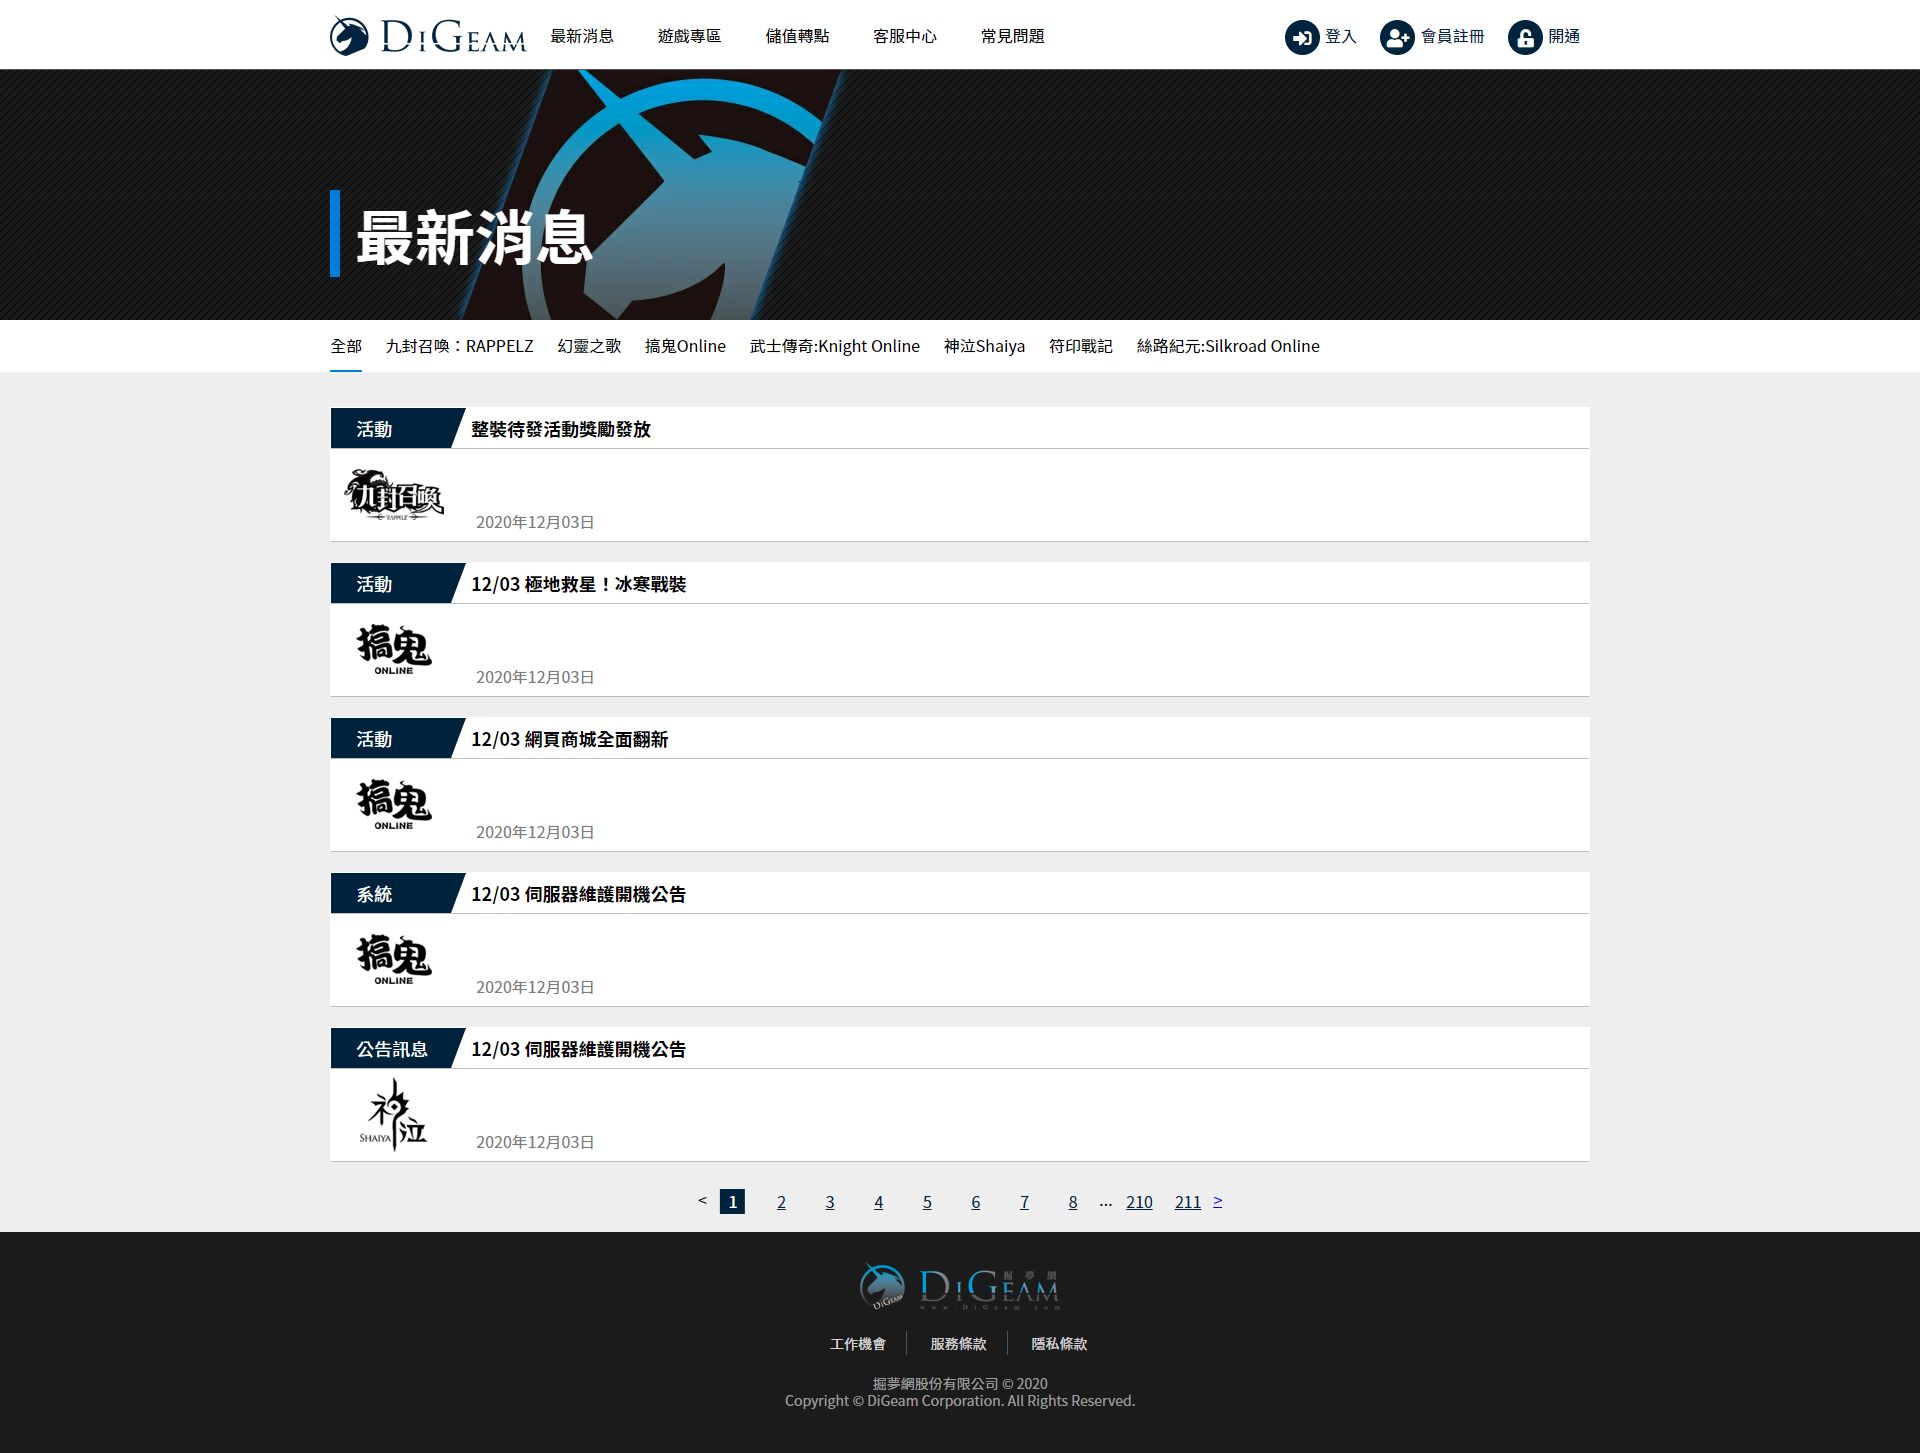 DIGEAM 最新消息 遊戲專區 儲值轉點 客服中心 常見問題 登入 會員註冊 開通
最新消息
全部 九封召喚：RAPPELZ 幻靈之歌 搞鬼Online 武士傳奇:Knight Online 神泣Shaiya 符印戰記 絲路紀元:Silkroad Online
活動 整裝待發活動獎勵發放
九封召喚
RAPPELZ
2020年12月03日
活動 12/03 極地救星！冰寒戰裝
搞鬼
ONLINE
2020年12月03日
活動 12/03 網頁商城全面翻新
搞鬼
ONLINE
2020年12月03日
系統 12/03 伺服器維護開機公告
搞鬼
ONLINE
2020年12月03日
公告訊息 12/03 伺服器維護開機公告
神泣
SHAIYA
2020年12月03日
< 1 2 3 4 5 6 7 8 ... 210 211 >
掘夢網
DIGEAM DIGEAM
www.DiGeam.com
工作機會 服務條款 隱私條款
掘夢網股份有限公司 © 2020
Copyright © DiGeam Corporation. All Rights Reserved.